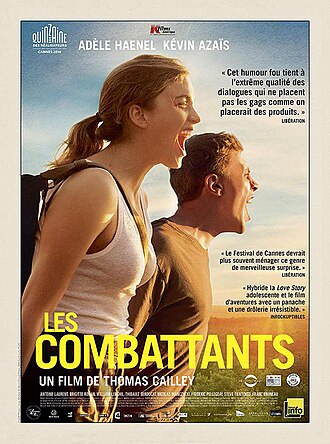 QUINZAINE
DES RÉALISATEURS
CANNES 2014
ADÈLE HAENEL KÉVIN AZAÏS
« Cet humour fou tient à
l'extrême qualité des
dialogues qui ne placent
pas les gags comme on
placerait des produits. »
LIBÉRATION
« Le Festival de Cannes devrait
plus souvent ménager ce genre
de merveilleuse surprise. »
LIBÉRATION
« Hybride la Love Story
adolescente et le film
d'aventures avec un panache
et une drôlerie irrésistible. »
INROCKUPTIBLES
LES
COMBATTANTS
UN FILM DE THOMAS CAILLEY
info